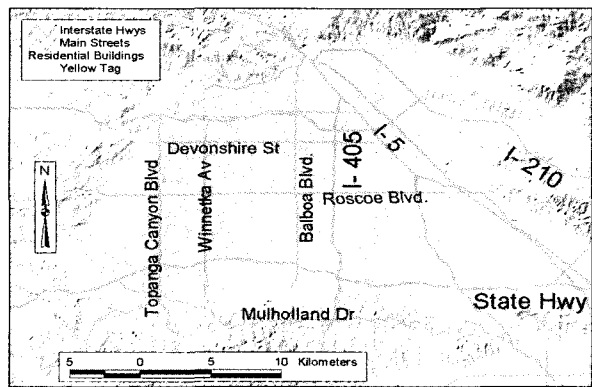 Interstate Hwys
Main Streets
Residential Buildings
Yellow Tag
Devonshire St
Topanga Canyon Blvd
Winnetka Av
Balboa Blvd.
I- 405
I- 5
I- 210
Roscoe Blvd.
N
State Hwy
Mulholland Dr
5 0 5 10 Kilometers